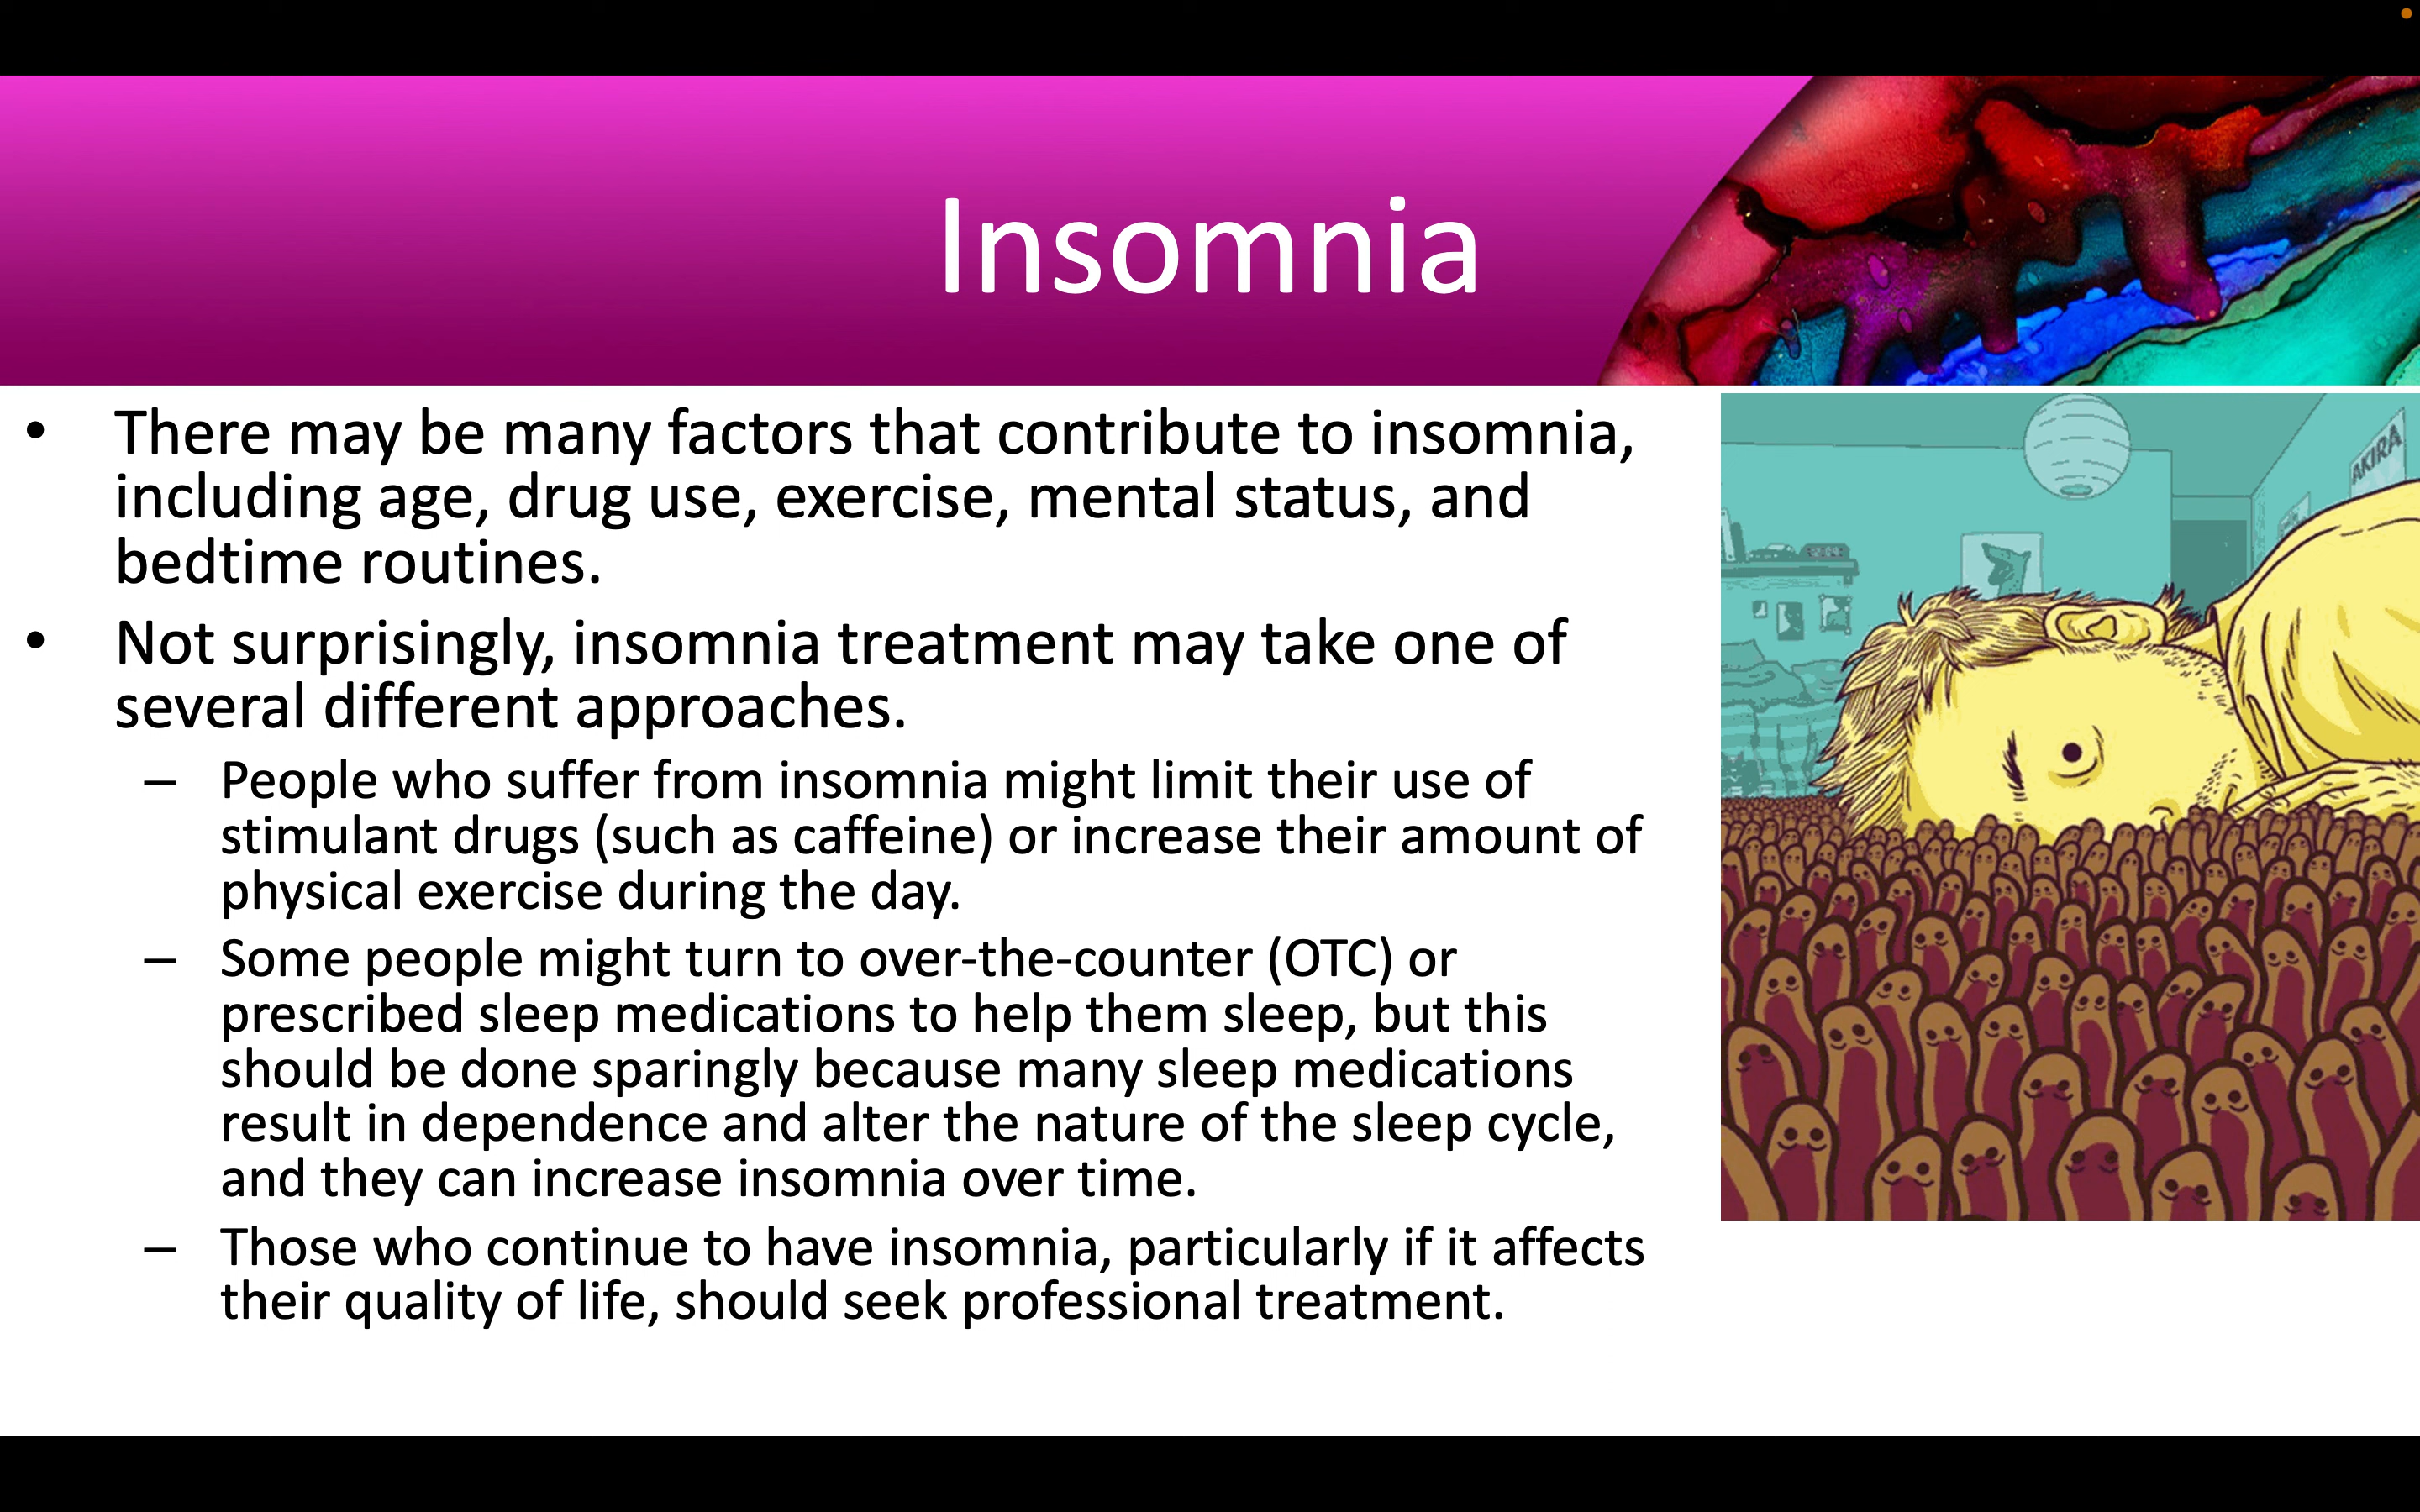 Insomnia
• There may be many factors that contribute to insomnia,
including age, drug use, exercise, mental status, and
bedtime routines.
• Not surprisingly, insomnia treatment may take one of
several different approaches.
– People who suffer from insomnia might limit their use of
stimulant drugs (such as caffeine) or increase their amount of
physical exercise during the day.
– Some people might turn to over-the-counter (OTC) or
prescribed sleep medications to help them sleep, but this
should be done sparingly because many sleep medications
result in dependence and alter the nature of the sleep cycle,
and they can increase insomnia over time.
– Those who continue to have insomnia, particularly if it affects
their quality of life, should seek professional treatment.
AKIRA